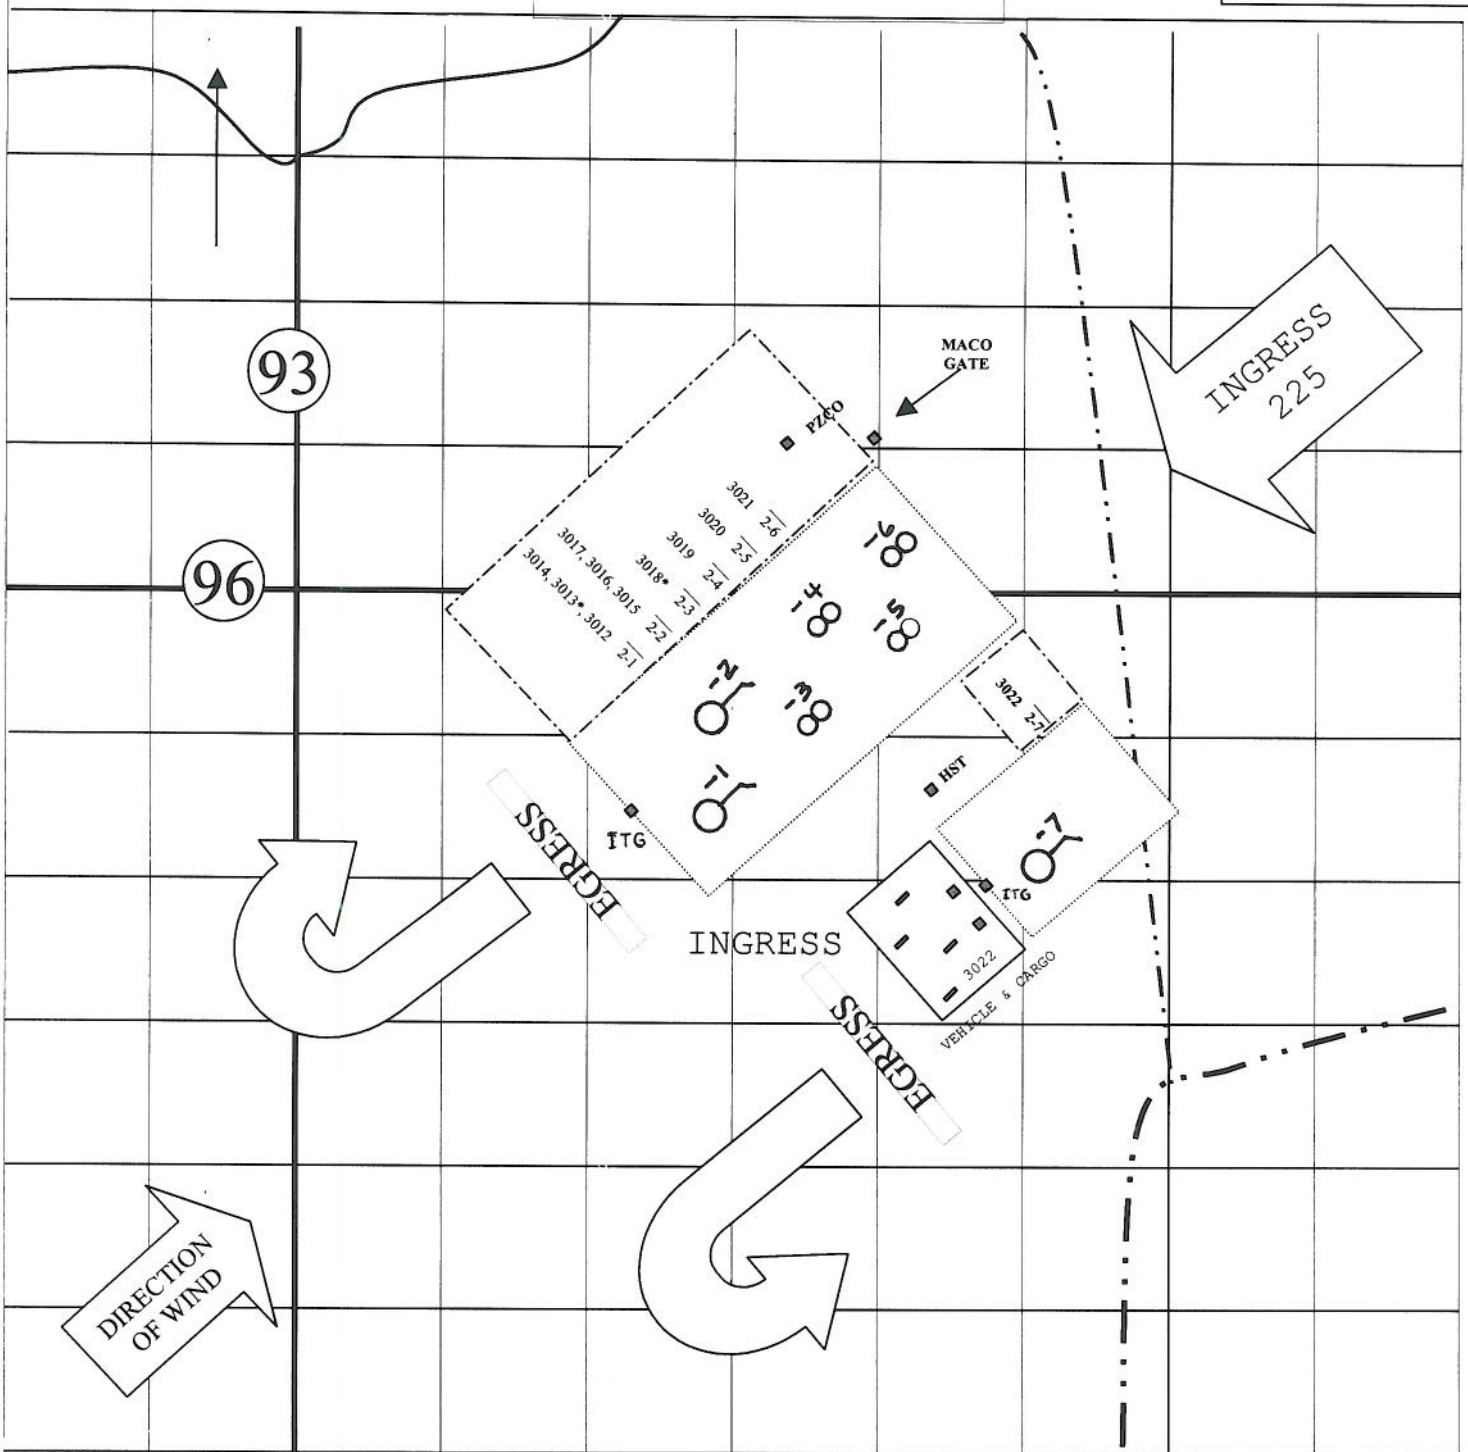 MACO
GATE
INGRESS
225
93
PZCO
96
3021 2-6
3020 2-5
3019 2-4
3018* 2-3
3017, 3016, 3015 2-2
3014, 3013*, 3012 2-1
-6
-4
-5
-2
-3
-1
3022 2-7
HST
-7
ITG
EGRESS
ITG
INGRESS
3022
VEHICLE & CARGO
EGRESS
DIRECTION
OF WIND